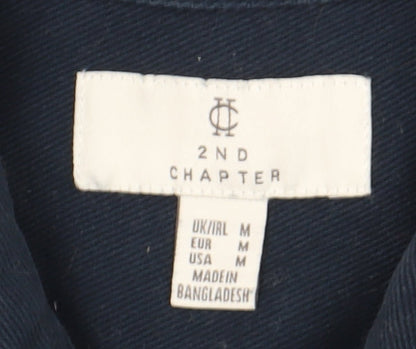 2ND
CHAPTER
UK/IRL M
EUR M
USA M
MADE IN
BANGLADESH